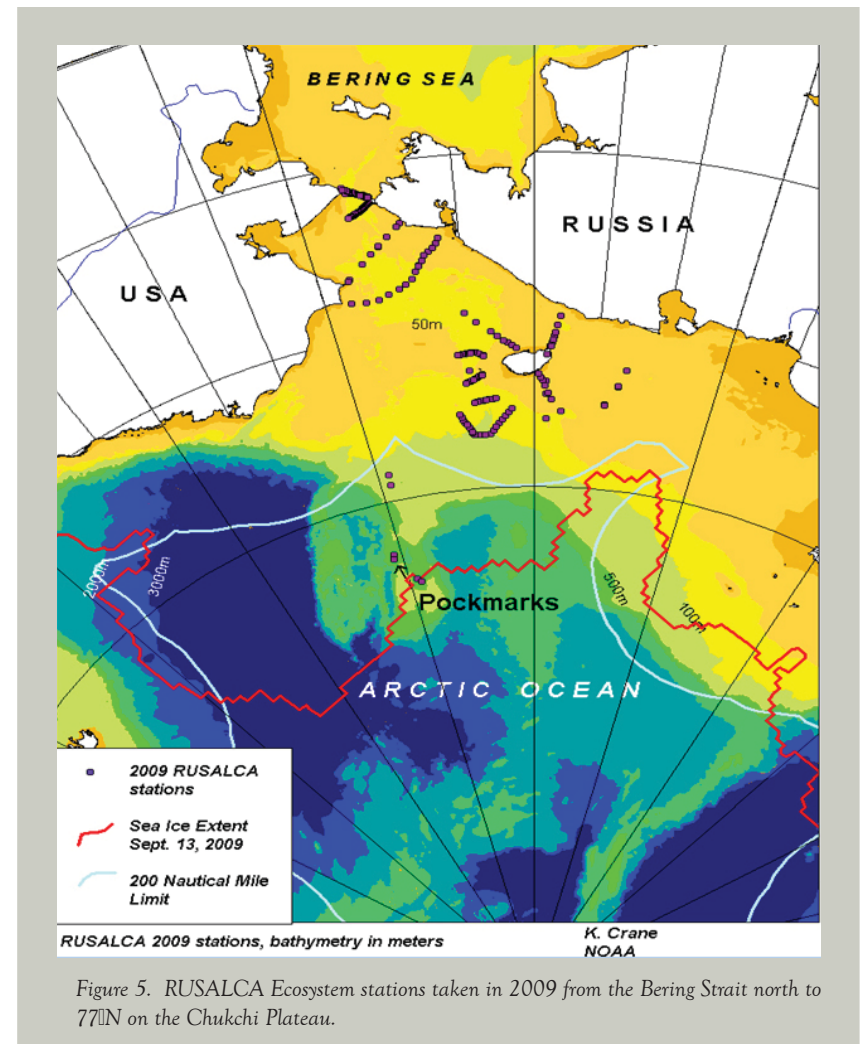 BERING SEA
RUSSIA
USA
50m
2000m
3000m
500m
100m
Pockmarks
ARCTIC OCEAN
2009 RUSALCA
stations
Sea Ice Extent
Sept. 13, 2009
200 Nautical Mile
Limit
RUSALCA 2009 stations, bathymetry in meters
K. Crane
NOAA
Figure 5. RUSALCA Ecosystem stations taken in 2009 from the Bering Strait north to
77▯N on the Chukchi Plateau.